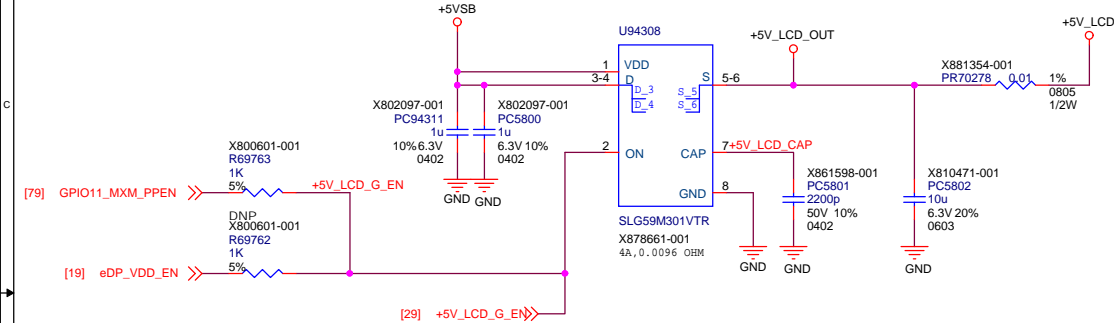 +5VSB
+5V_LCD
U94308
+5V_LCD_OUT
1 VDD
3-4 D
S 5-6
D_3
D_4
S_5
S_6
X881354-001
PR70278 0.01 1%
0805
1/2W
C
X802097-001
PC94311
1u
10%6.3V
0402
X802097-001
PC5800
1u
6.3V 10%
0402
2 ON
CAP 7 +5V_LCD_CAP
GND 8
X800601-001
R69763
1K
5%
[79] GPIO11_MXM_PPEN
+5V_LCD_G_EN
GND GND
X861598-001
PC5801
2200p
50V 10%
0402
X810471-001
PC5802
10u
6.3V 20%
0603
DNP
X800601-001
R69762
1K
5%
[19] eDP_VDD_EN
SLG59M301VTR
X878661-001
4A,0.0096 OHM
GND
GND
GND
[29] +5V_LCD_G_EN